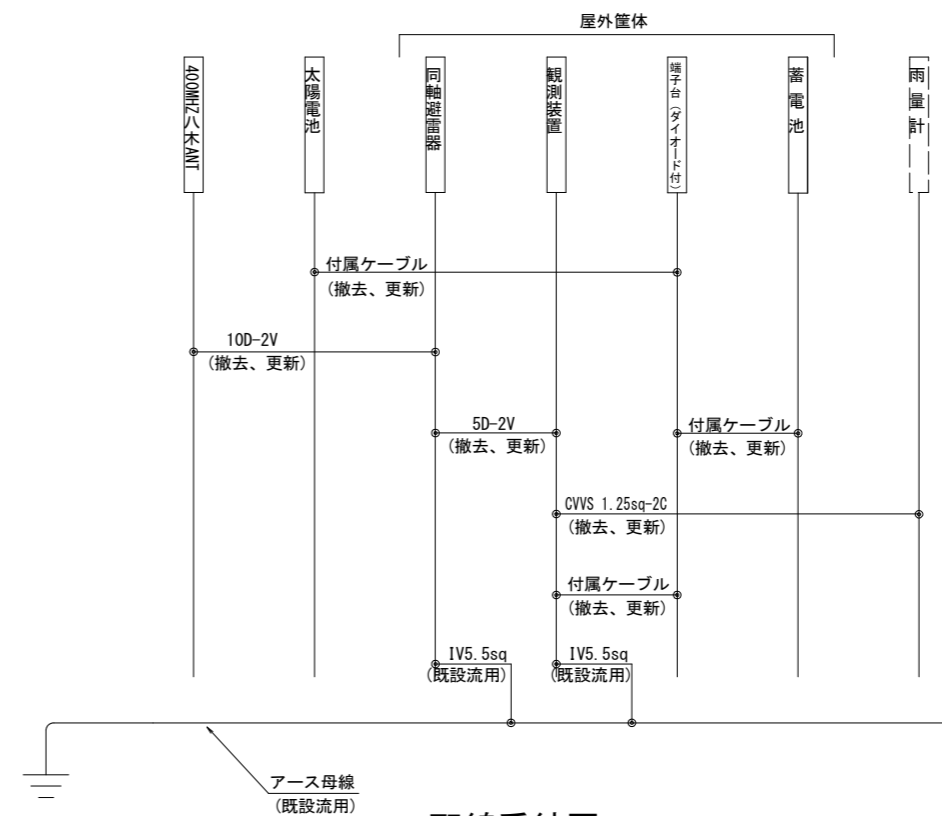 屋外筐体
400MHZ八木ANT
太陽電池
同軸避雷器
観測装置
端子台(ダイオード付)
蓄電池
雨量計
付属ケーブル
(撤去、更新)
10D-2V
(撤去、更新)
5D-2V
(撤去、更新)
付属ケーブル
(撤去、更新)
CVVS 1.25sq-2C
(撤去、更新)
付属ケーブル
(撤去、更新)
IV5.5sq
(既設流用)
IV5.5sq
(既設流用)
アース母線
(既設流用)